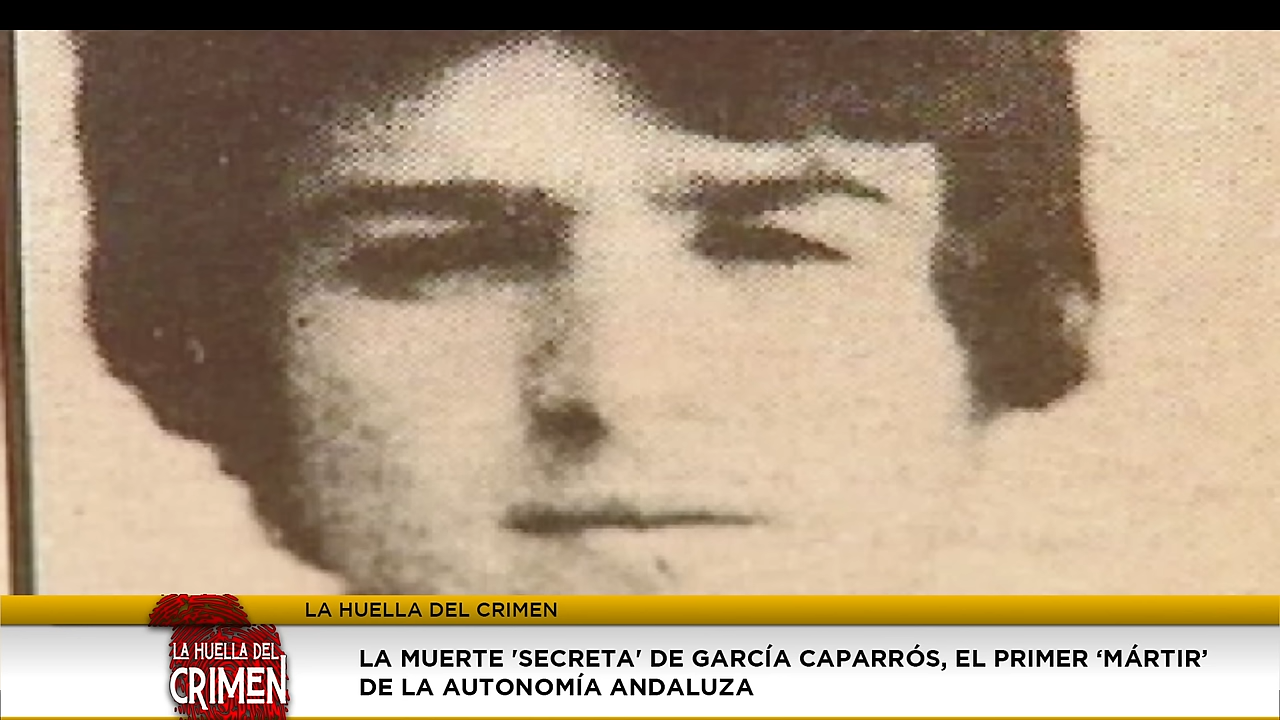 LA HUELLA DEL CRIMEN
LA HUELLA DEL
CRIMEN
LA MUERTE 'SECRETA' DE GARCÍA CAPARRÓS, EL PRIMER ‘MÁRTIR’
DE LA AUTONOMÍA ANDALUZA